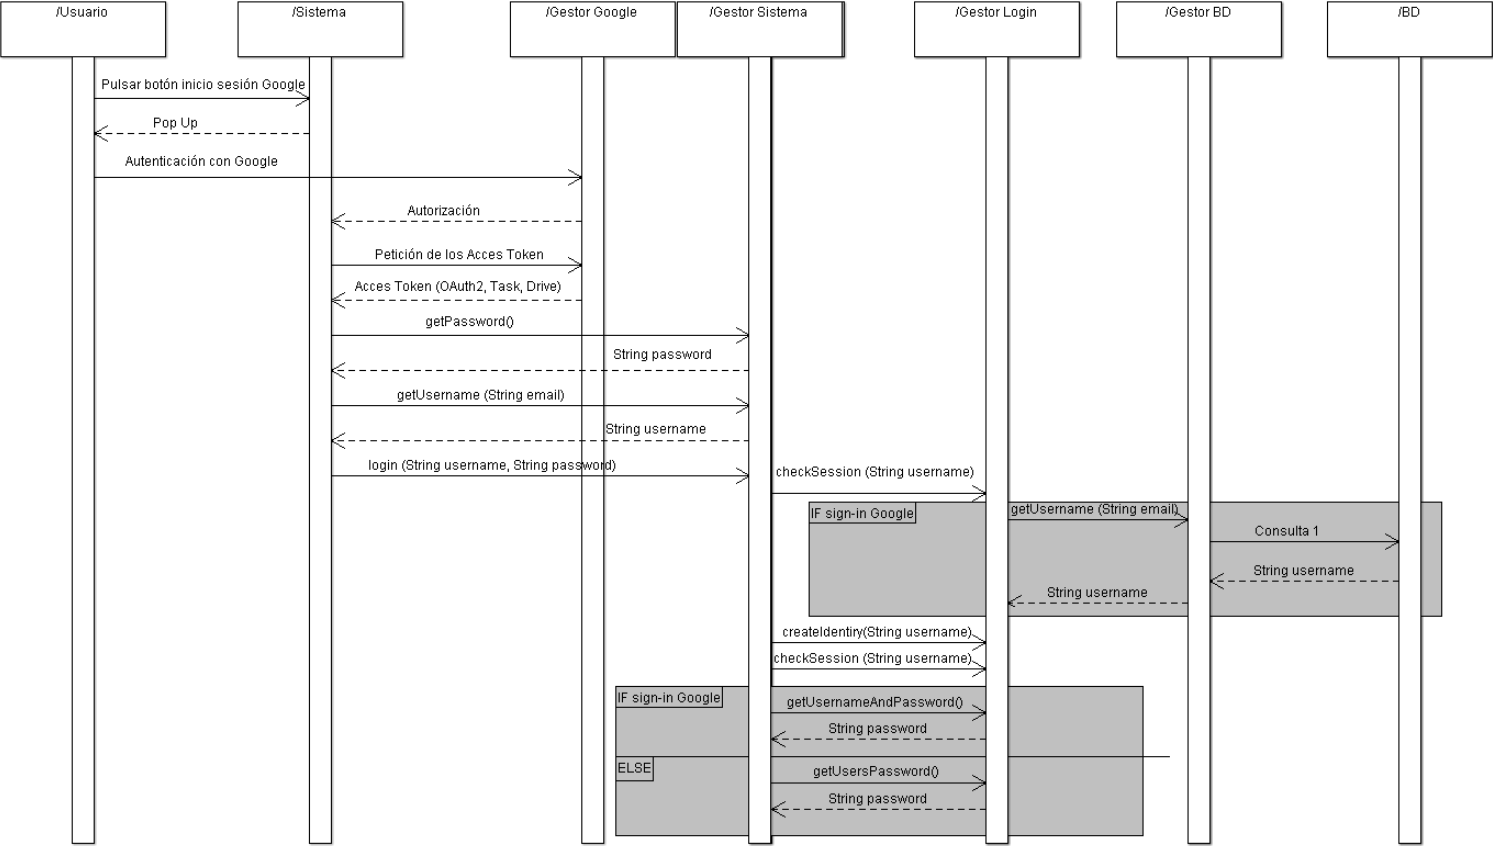 /Usuario
/Sistema
/Gestor Google
/Gestor Sistema
/Gestor Login
/Gestor BD
/BD
Pulsar botón inicio sesión Google
Pop Up
Autenticación con Google
Autorización
Petición de los Acces Token
Acces Token (OAuth2, Task, Drive)
getPassword()
String password
getUsername (String email)
String username
login (String username, String password)
checkSession (String username)
IF sign-in Google
getUsername (String email)
Consulta 1
String username
String username
createIdentiry(String username)
checkSession (String username)
IF sign-in Google
getUsernameAndPassword()
String password
ELSE
getUsersPassword()
String password